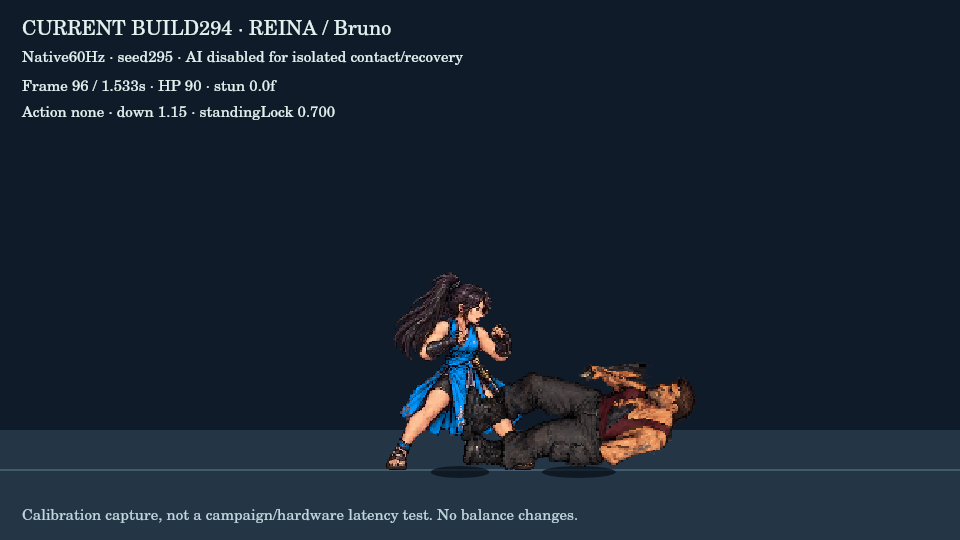 CURRENT BUILD294 · REINA / Bruno
Native60Hz · seed295 · AI disabled for isolated contact/recovery
Frame 96 / 1.533s · HP 90 · stun 0.0f
Action none · down 1.15 · standingLock 0.700
Calibration capture, not a campaign/hardware latency test. No balance changes.